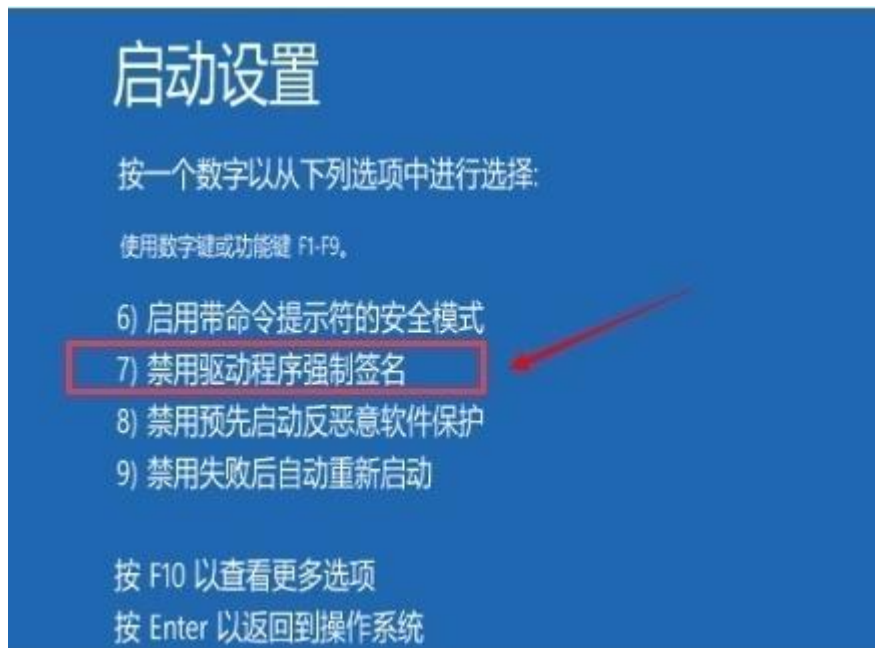 启动设置
按一个数字以从下列选项中进行选择:
使用数字键或功能键 F1-F9。
6) 启用带命令提示符的安全模式
7) 禁用驱动程序强制签名
8) 禁用预先启动反恶意软件保护
9) 禁用失败后自动重新启动
按 F10 以查看更多选项
按 Enter 以返回到操作系统